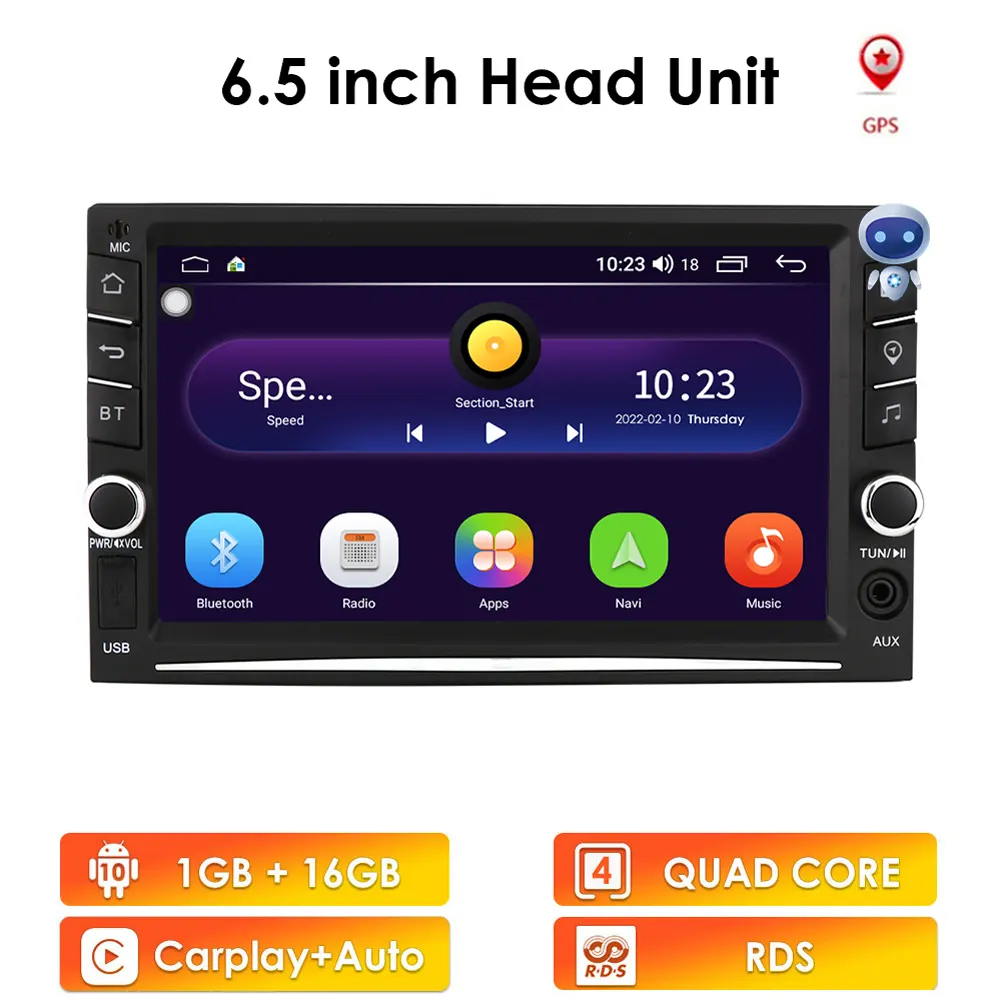 6.5 inch Head Unit
GPS
MIC
10:23 18
BT
Spe...
Speed
Section_Start
10:23
2022-02-10 Thursday
PWR/ VOL
TUN/
Bluetooth
Radio
FM
Apps
Navi
Music
USB
AUX
10 1GB + 16GB
4 QUAD CORE
Carplay+Auto
R·D·S RDS